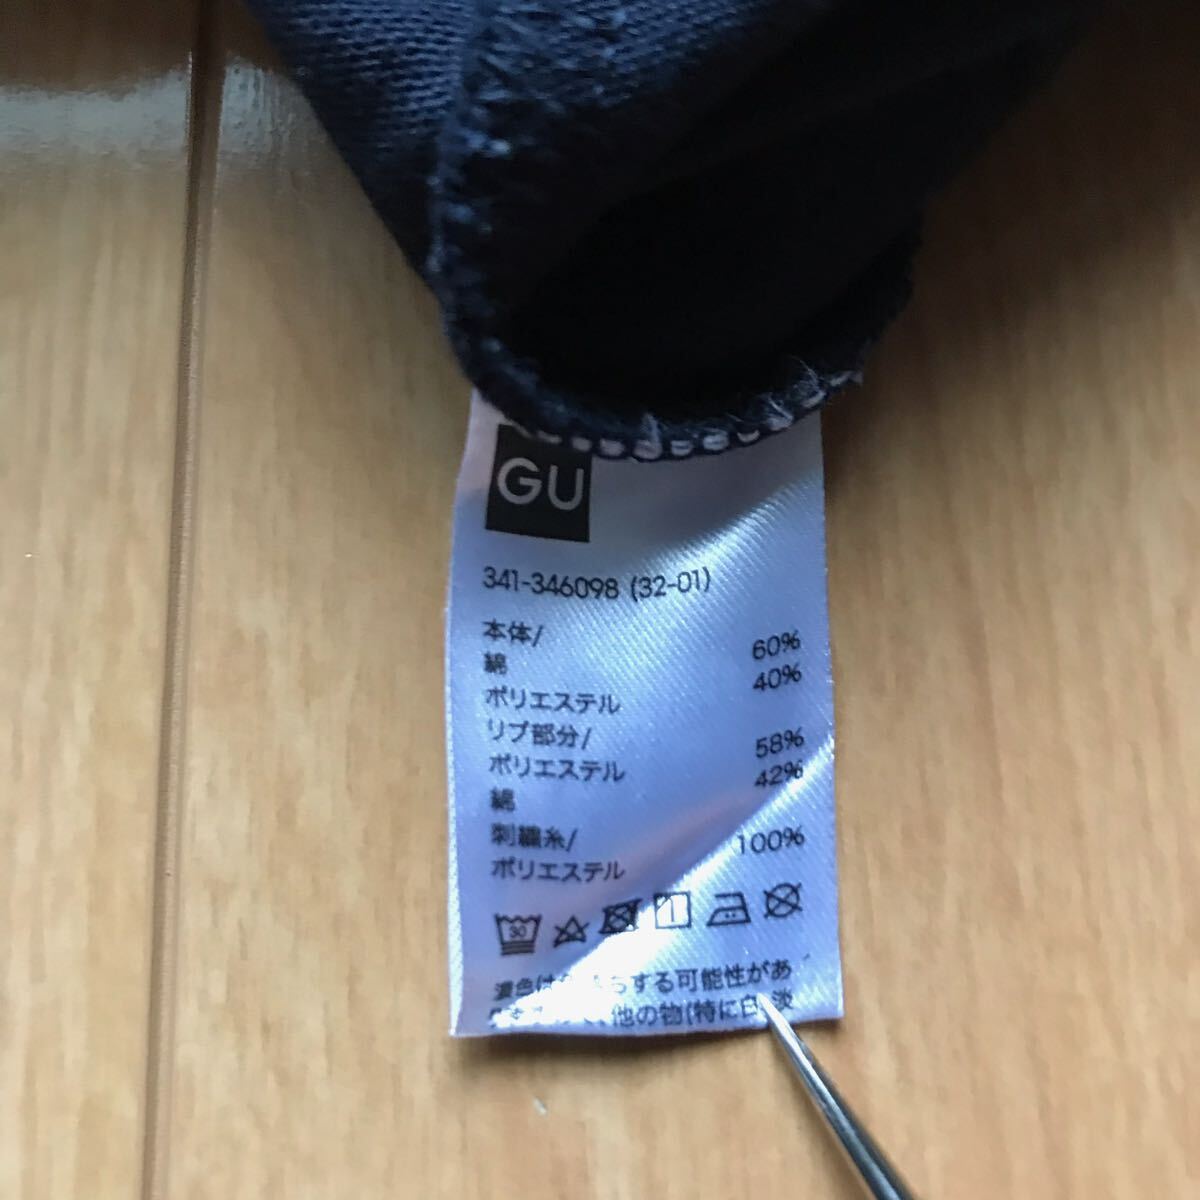 GU
341-346098 (32-01)
本体/
綿 60%
ポリエステル 40%
リブ部分/
ポリエステル 58%
綿 42%
刺繍糸/
ポリエステル 100%
30
濃色は する可能性があ
他の物(特に白 淡